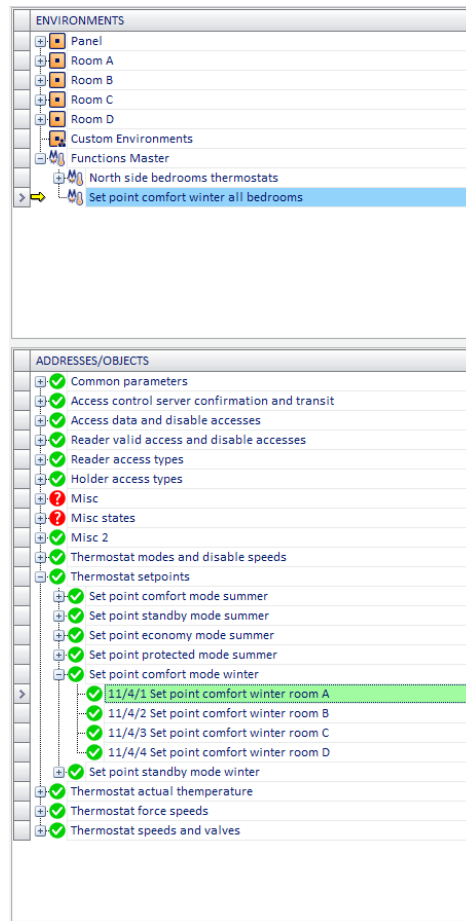 ENVIRONMENTS
Panel
Room A
Room B
Room C
Room D
Custom Environments
Functions Master
North side bedrooms thermostats
Set point comfort winter all bedrooms
ADDRESSES/OBJECTS
Common parameters
Access control server confirmation and transit
Access data and disable accesses
Reader valid access and disable accesses
Reader access types
Holder access types
Misc
Misc states
Misc 2
Thermostat modes and disable speeds
Thermostat setpoints
Set point comfort mode summer
Set point standby mode summer
Set point economy mode summer
Set point protected mode summer
Set point comfort mode winter
11/4/1 Set point comfort winter room A
11/4/2 Set point comfort winter room B
11/4/3 Set point comfort winter room C
11/4/4 Set point comfort winter room D
Set point standby mode winter
Thermostat actual themperature
Thermostat force speeds
Thermostat speeds and valves